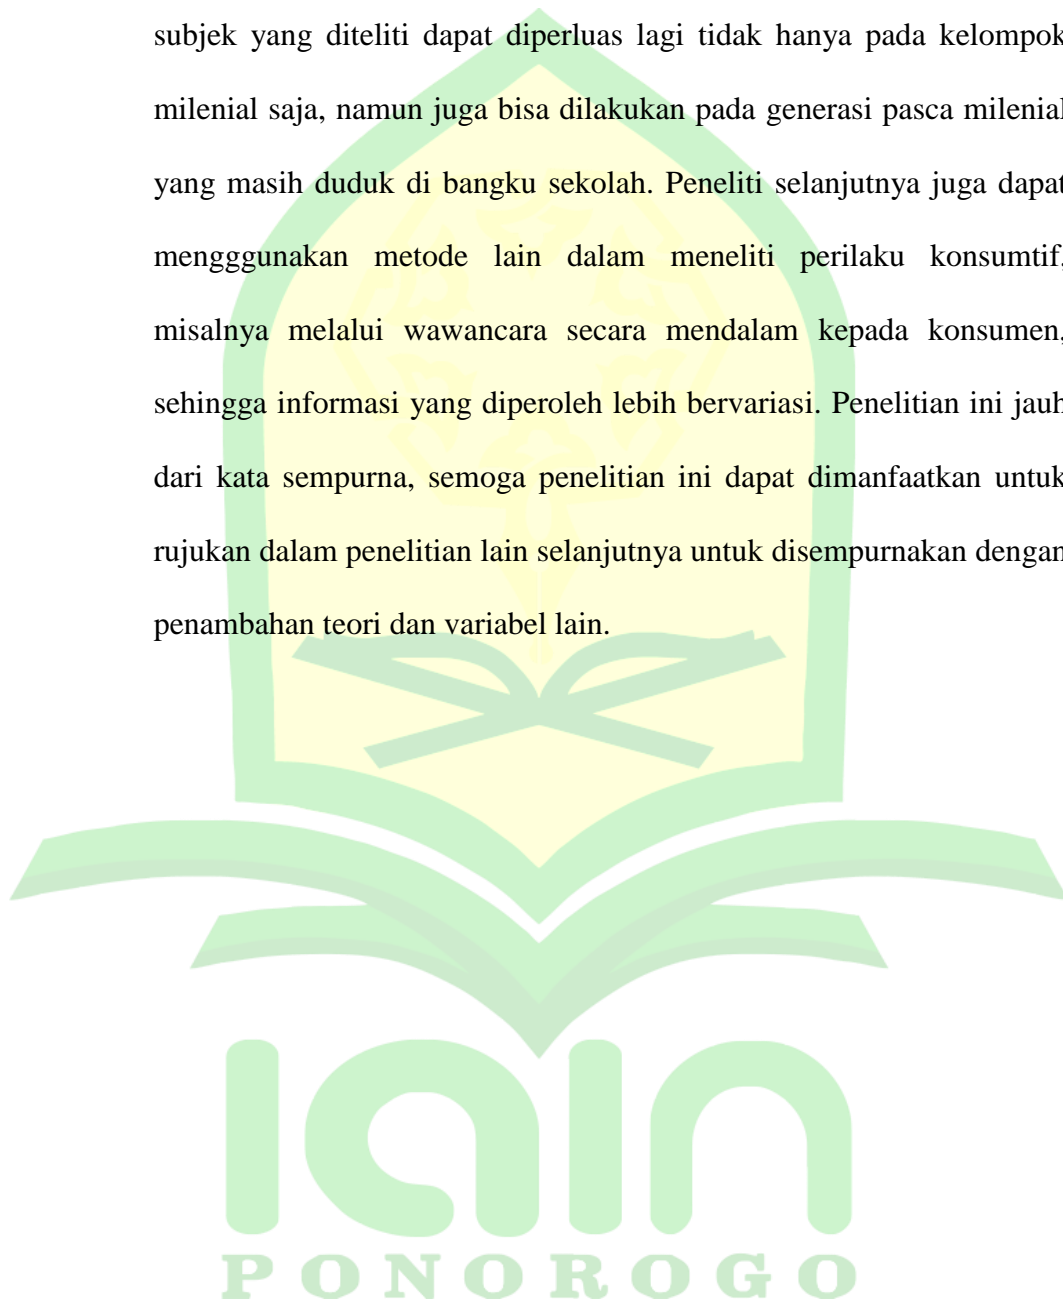 subjek yang diteliti dapat diperluas lagi tidak hanya pada kelompok
milenial saja, namun juga bisa dilakukan pada generasi pasca milenial
yang masih duduk di bangku sekolah. Peneliti selanjutnya juga dapat
mengggunakan metode lain dalam meneliti perilaku konsumtif,
misalnya melalui wawancara secara mendalam kepada konsumen,
sehingga informasi yang diperoleh lebih bervariasi. Penelitian ini jauh
dari kata sempurna, semoga penelitian ini dapat dimanfaatkan untuk
rujukan dalam penelitian lain selanjutnya untuk disempurnakan dengan
penambahan teori dan variabel lain.
iain
PONOROGO